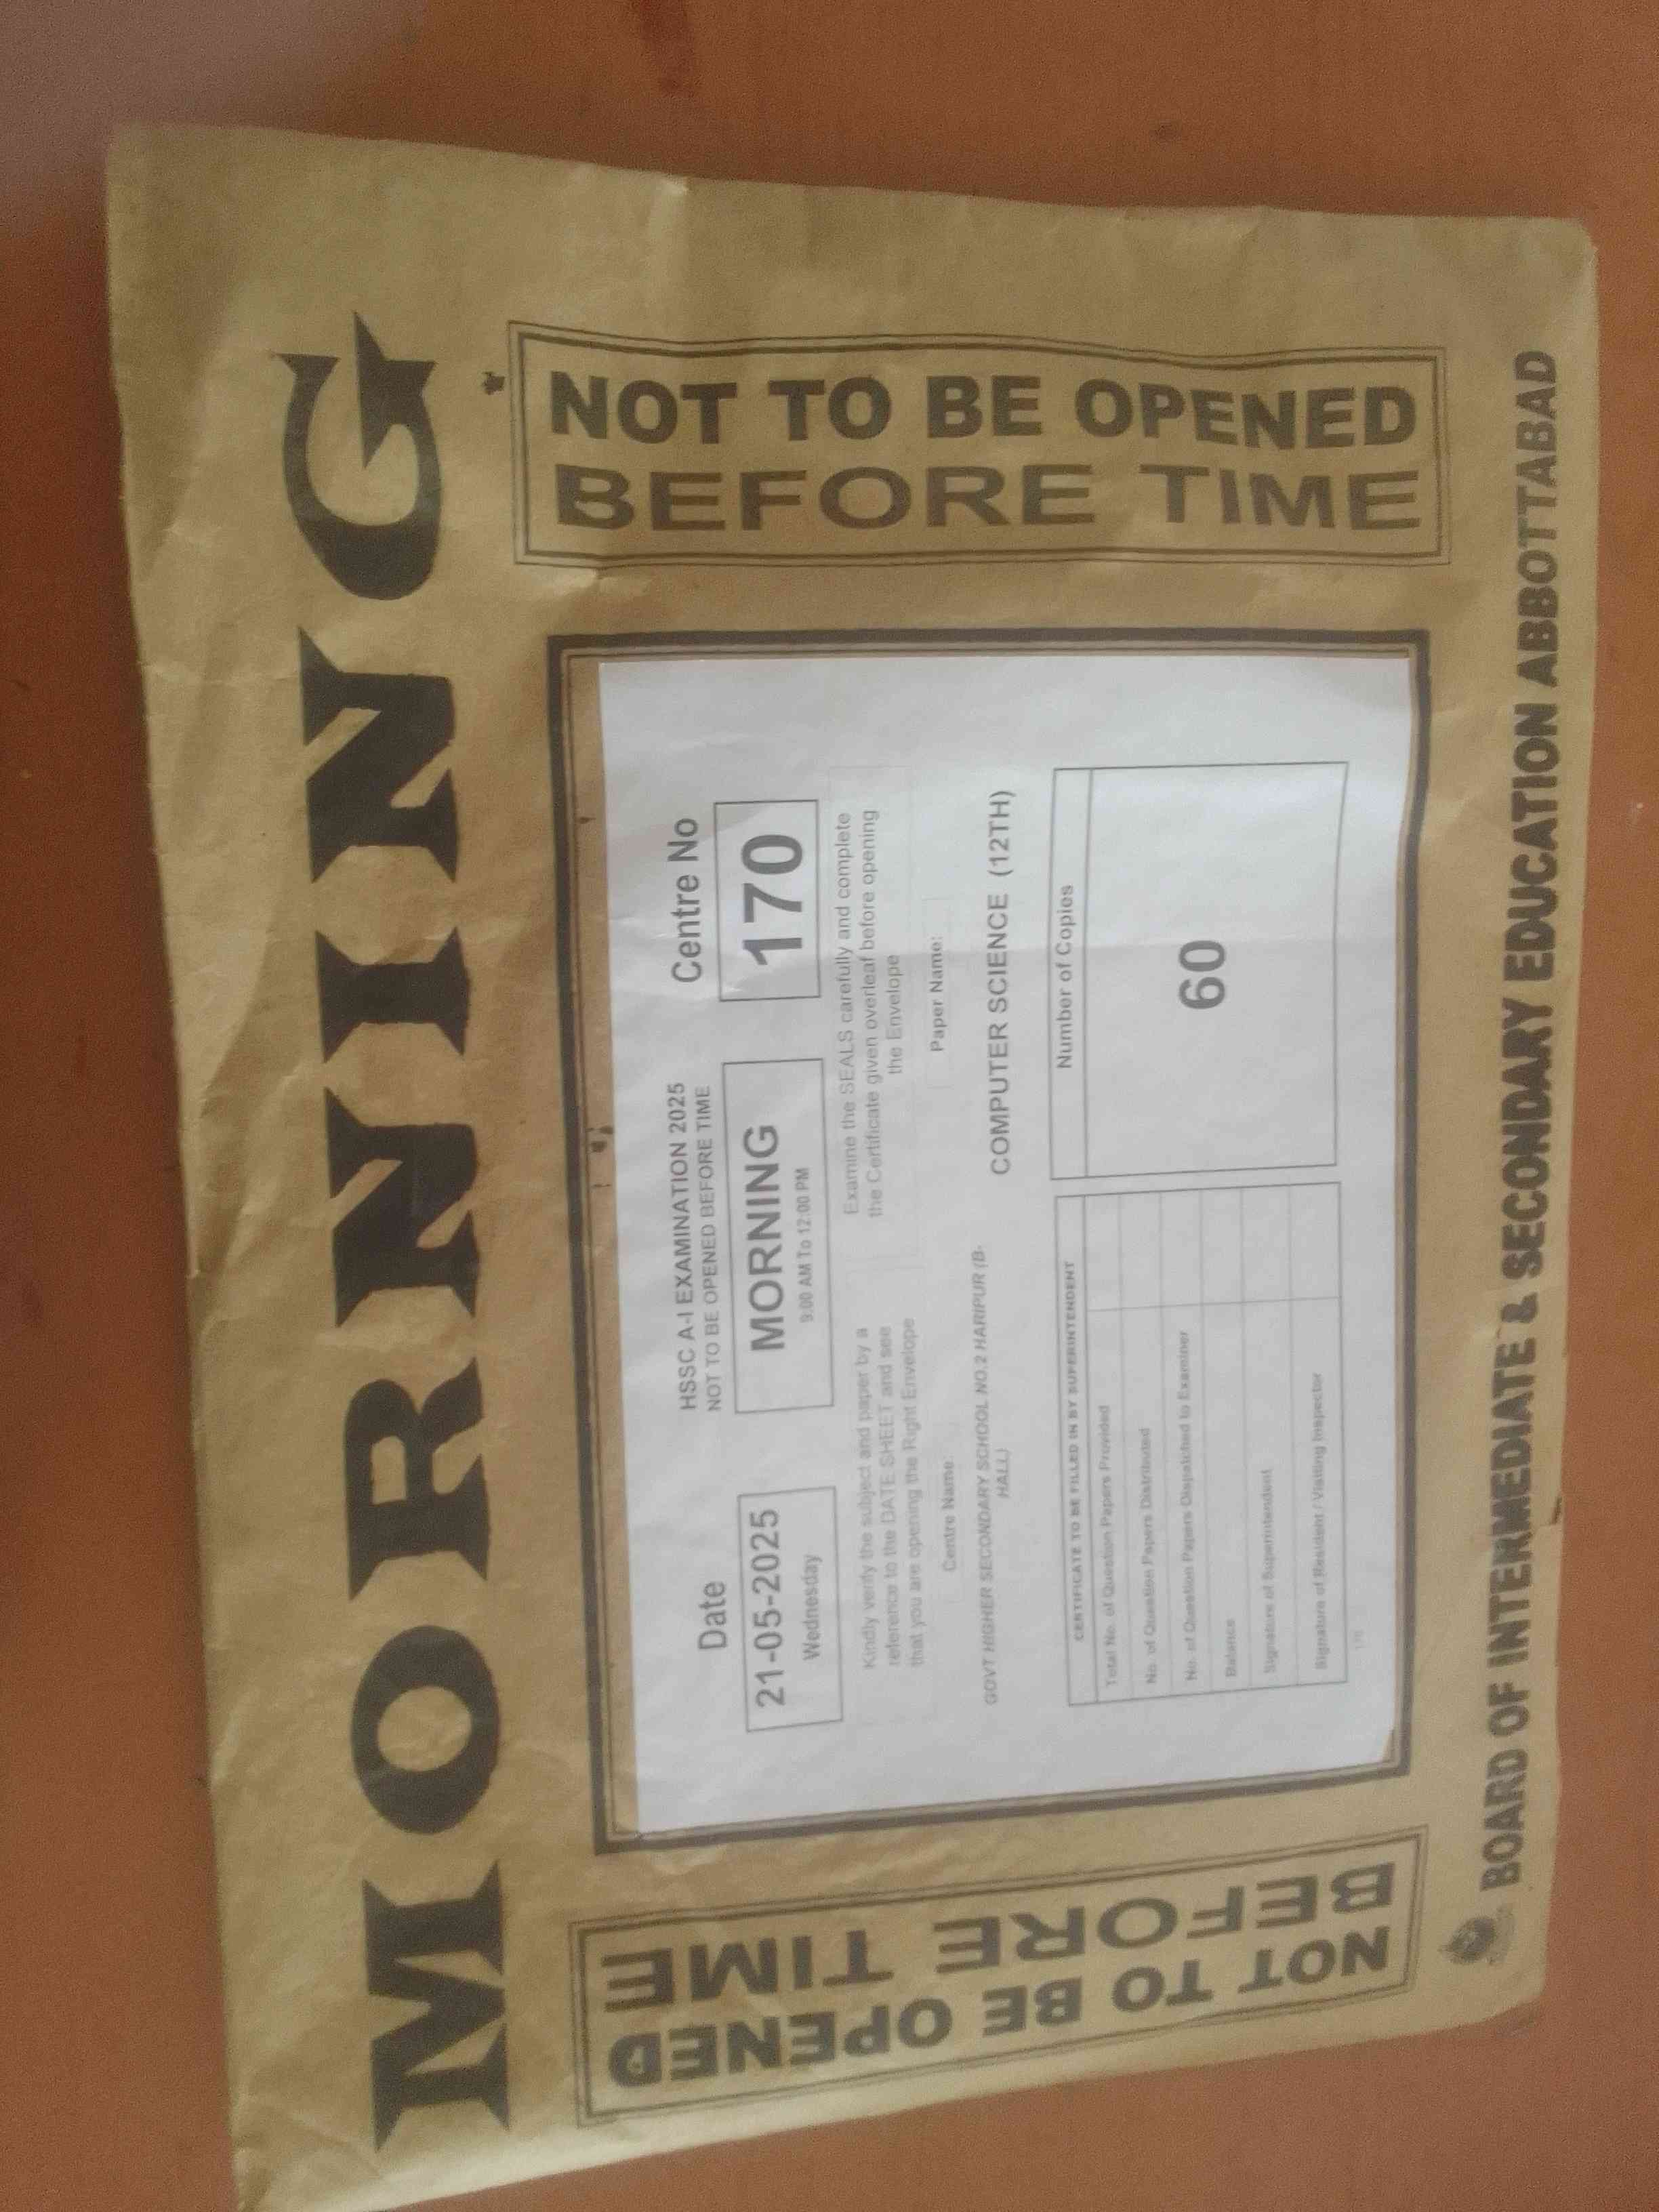 MORNING
NOT TO BE OPENED
BEFORE TIME
NOT TO BE OPENED
BEFORE TIME
HSSC A-I EXAMINATION 2025
NOT TO BE OPENED BEFORE TIME
Date
21-05-2025
Wednesday
MORNING
9:00 AM To 12:00 PM
Centre No
170
Kindly verify the subject and paper by a
reference to the DATE SHEET and see
that you are opening the Right Envelope
Examine the SEALS carefully and complete
the Certificate given overleaf before opening
the Envelope
Centre Name:
GOVT HIGHER SECONDARY SCHOOL NO.2 HARIPUR (B-
HALL)
Paper Name:
COMPUTER SCIENCE (12TH)
CERTIFICATE TO BE FILLED IN BY SUPERINTENDENT
Total No. of Question Papers Provided
No. of Question Papers Distributed
No. of Question Papers Dispatched to Examiner
Balance
Signature of Superintendent
Signature of Resident / Visiting Inspector
170
Number of Copies
60
BOARD OF INTERMEDIATE & SECONDARY EDUCATION ABBOTTABAD